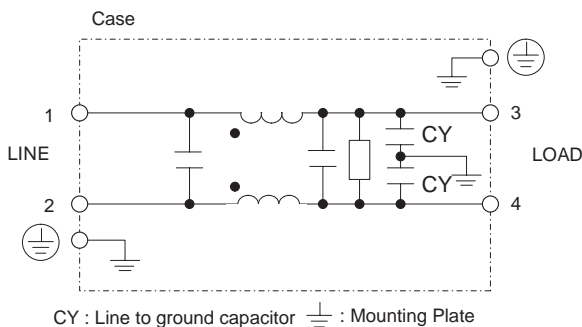 Case
1
3
CY
LINE
LOAD
CY
2
4
CY : Line to ground capacitor : Mounting Plate